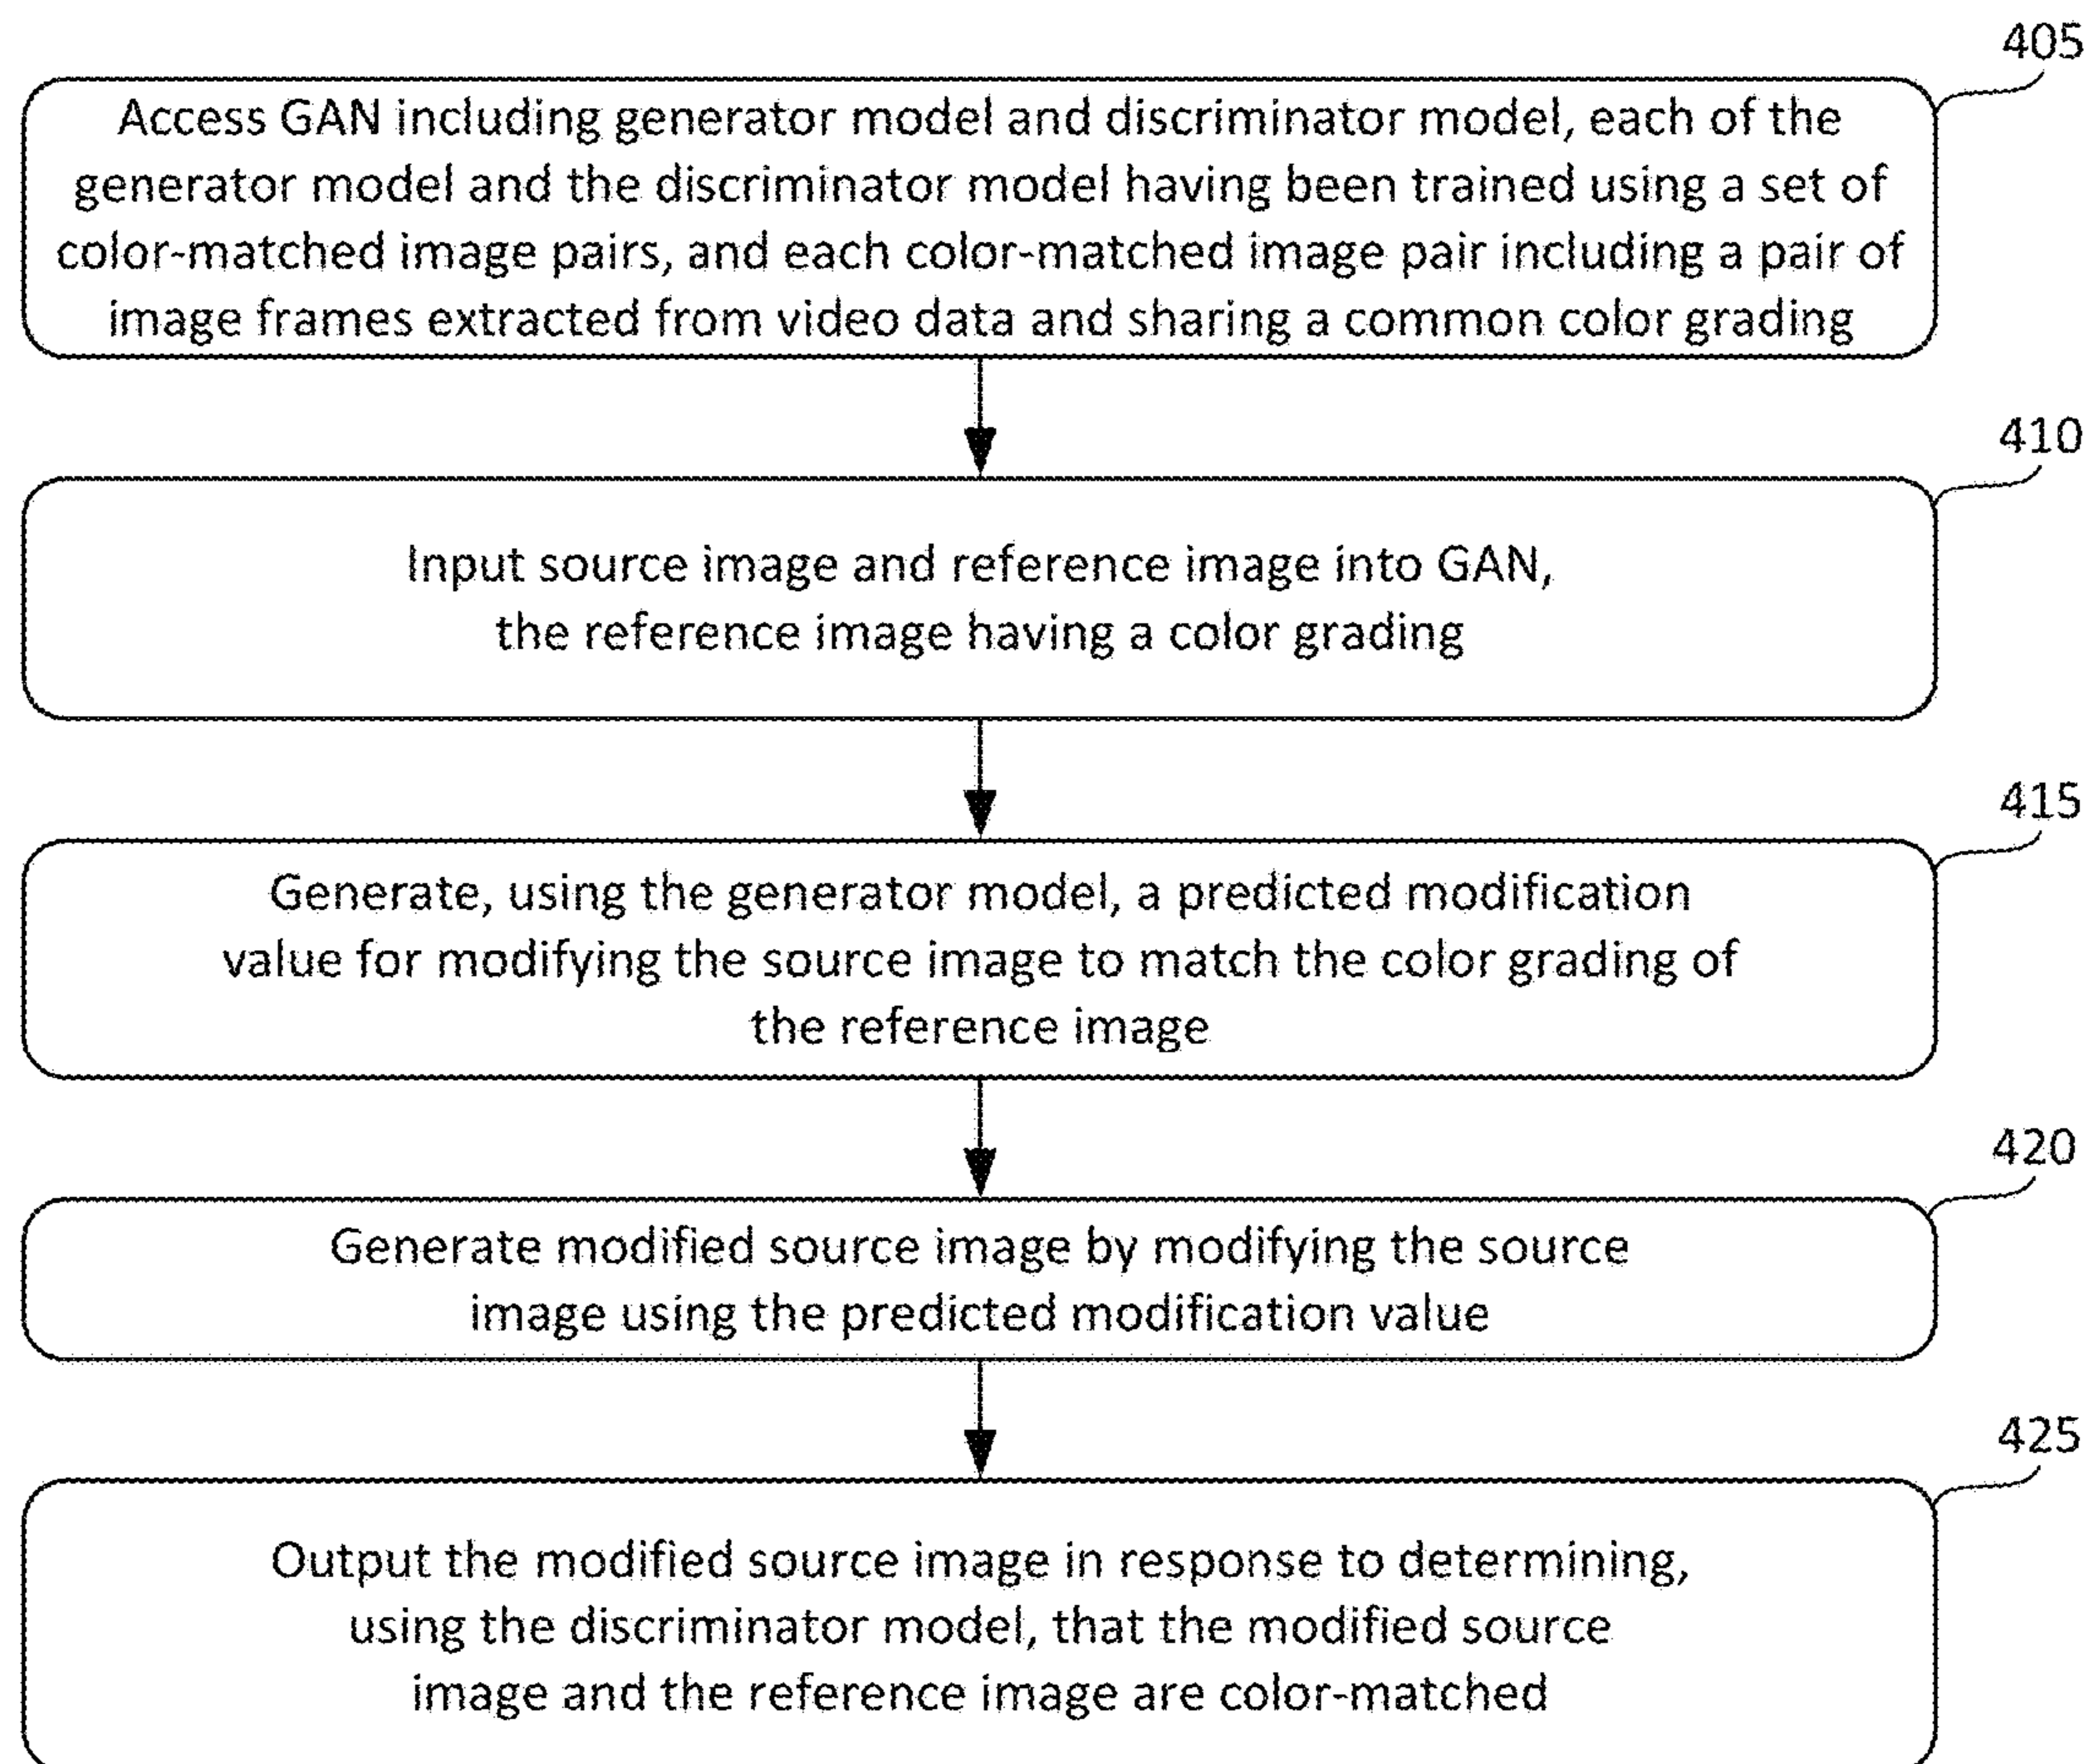 405
Access GAN including generator model and discriminator model, each of the
generator model and the discriminator model having been trained using a set of
color-matched image pairs, and each color-matched image pair including a pair of
image frames extracted from video data and sharing a common color grading
410
Input source image and reference image into GAN,
the reference image having a color grading
415
Generate, using the generator model, a predicted modification
value for modifying the source image to match the color grading of
the reference image
420
Generate modified source image by modifying the source
image using the predicted modification value
425
Output the modified source image in response to determining,
using the discriminator model, that the modified source
image and the reference image are color-matched